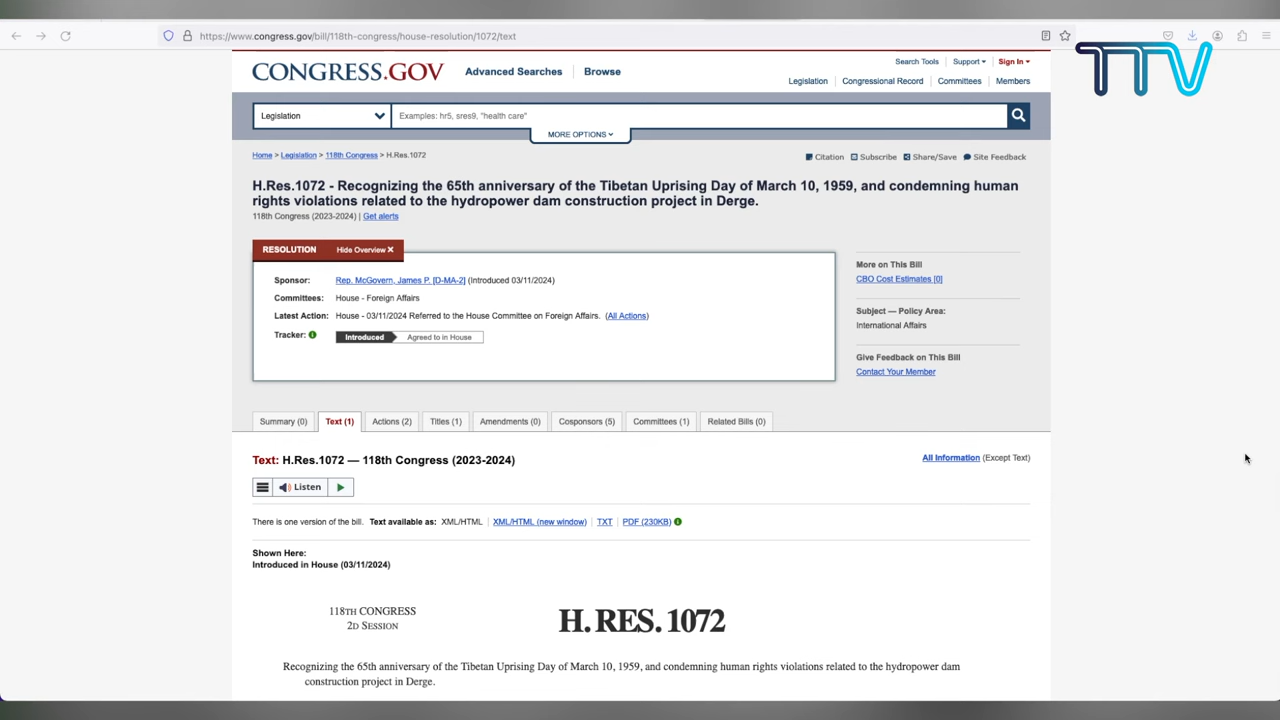 https://www.congress.gov/bill/118th-congress/house-resolution/1072/text
TTV
CONGRESS.GOV
Advanced Searches
Browse
Search Tools
Support
Sign In
Legislation
Congressional Record
Committees
Members
Legislation
Examples: hr5, sres9, "health care"
MORE OPTIONS
Home > Legislation > 118th Congress > H.Res.1072
Citation
Subscribe
Share/Save
Site Feedback
H.Res.1072 - Recognizing the 65th anniversary of the Tibetan Uprising Day of March 10, 1959, and condemning human
rights violations related to the hydropower dam construction project in Derge.
118th Congress (2023-2024) | Get alerts
RESOLUTION
Hide Overview ×
Sponsor: Rep. McGovern, James P. [D-MA-2] (Introduced 03/11/2024)
Committees: House - Foreign Affairs
Latest Action: House - 03/11/2024 Referred to the House Committee on Foreign Affairs. (All Actions)
Tracker: Introduced Agreed to in House
More on This Bill
CBO Cost Estimates [0]
Subject — Policy Area:
International Affairs
Give Feedback on This Bill
Contact Your Member
Summary (0)
Text (1)
Actions (2)
Titles (1)
Amendments (0)
Cosponsors (5)
Committees (1)
Related Bills (0)
Text: H.Res.1072 — 118th Congress (2023-2024)
All Information (Except Text)
Listen
There is one version of the bill. Text available as: XML/HTML | XML/HTML (new window) | TXT | PDF (230KB)
Shown Here:
Introduced in House (03/11/2024)
118TH CONGRESS
2D SESSION
H. RES. 1072
Recognizing the 65th anniversary of the Tibetan Uprising Day of March 10, 1959, and condemning human rights violations related to the hydropower dam
construction project in Derge.